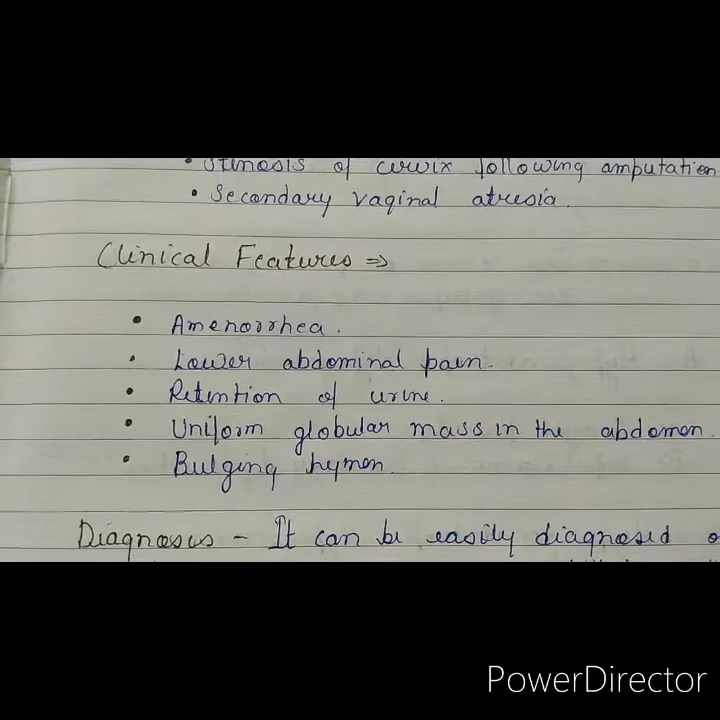 • Stenosis of cervix following amputation
• Secondary vaginal atresia.
Clinical Features ⇒
• Amenorrhea.
• Lower abdominal pain.
• Retention of urine.
• Uniform globular mass in the abdomen.
• Bulging hymen.
Diagnosis - It can be easily diagnosed
PowerDirector